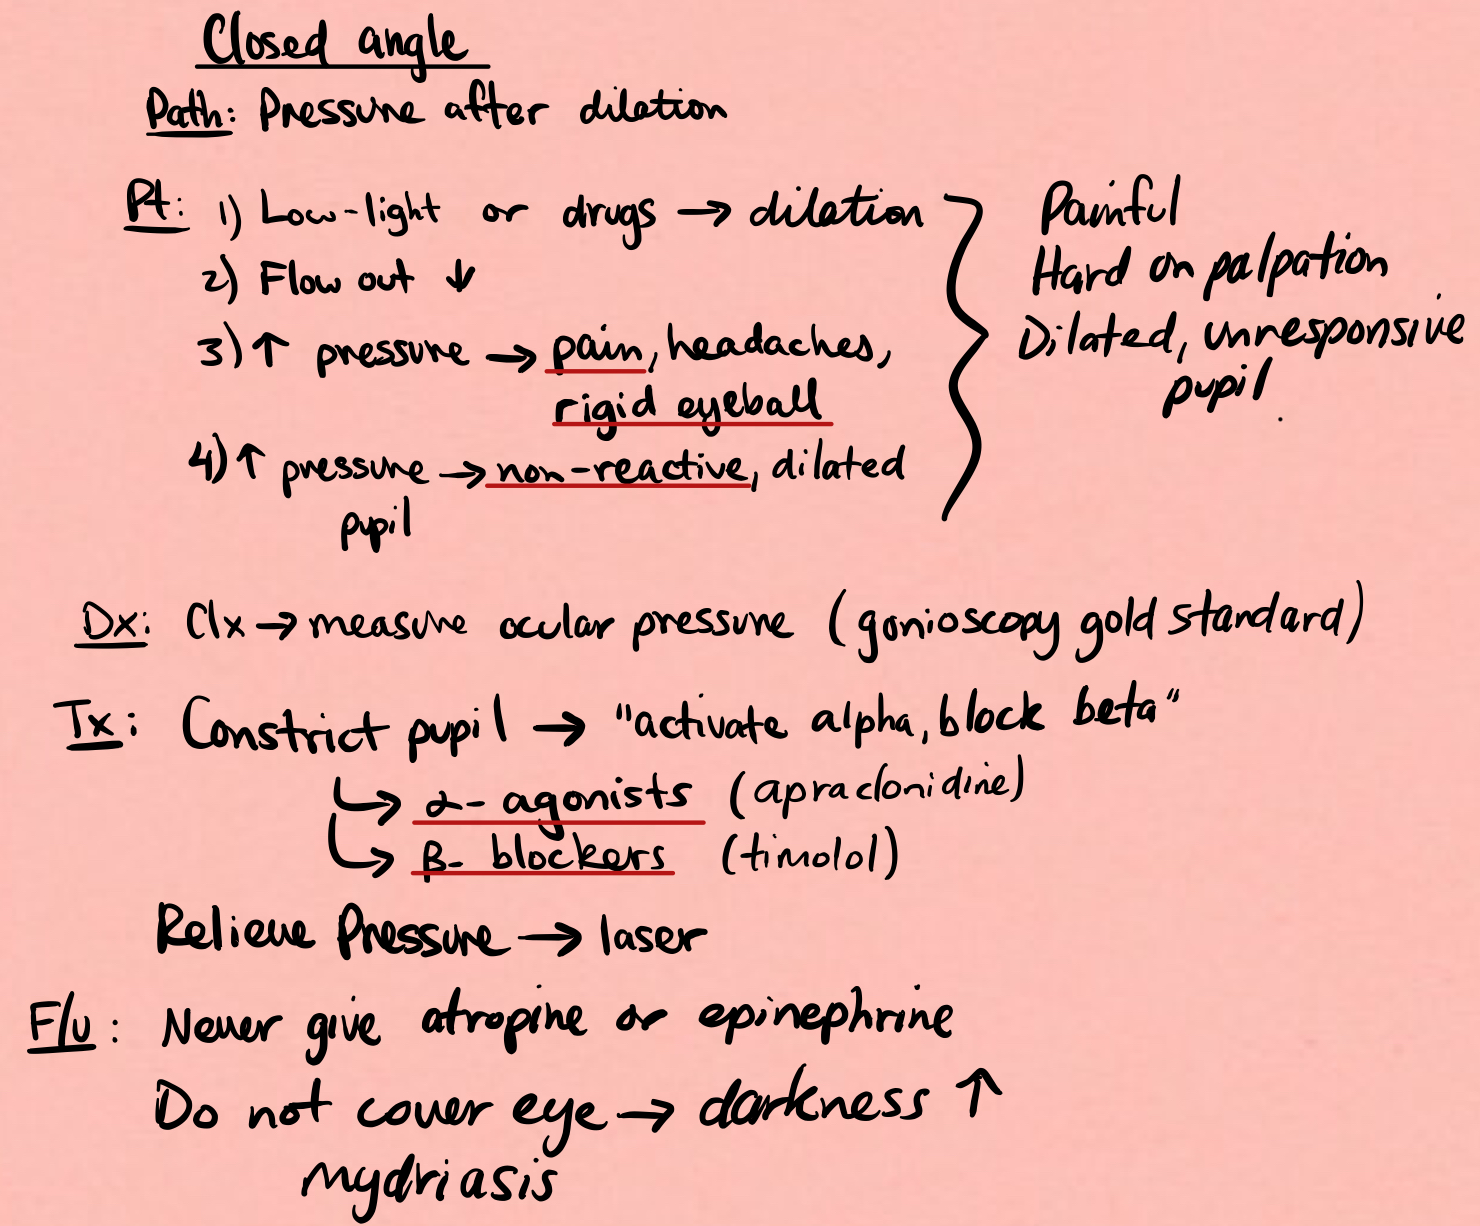 Closed angle
Path: Pressure after dilation
Pt: 1) Low-light or drugs → dilation
2) Flow out ↓
3) ↑ pressure → pain, headaches,
rigid eyeball
4) ↑ pressure → non-reactive, dilated
pupil
Painful
Hard on palpation
Dilated, unresponsive
pupil.
Dx: Clx → measure ocular pressure (gonioscopy gold standard)
Tx: Constrict pupil → "activate alpha, block beta"
↳ α- agonists (apraclonidine)
↳ β- blockers (timolol)
Relieve Pressure → laser
F/u: Never give atropine or epinephrine
Do not cover eye → darkness ↑
mydriasis